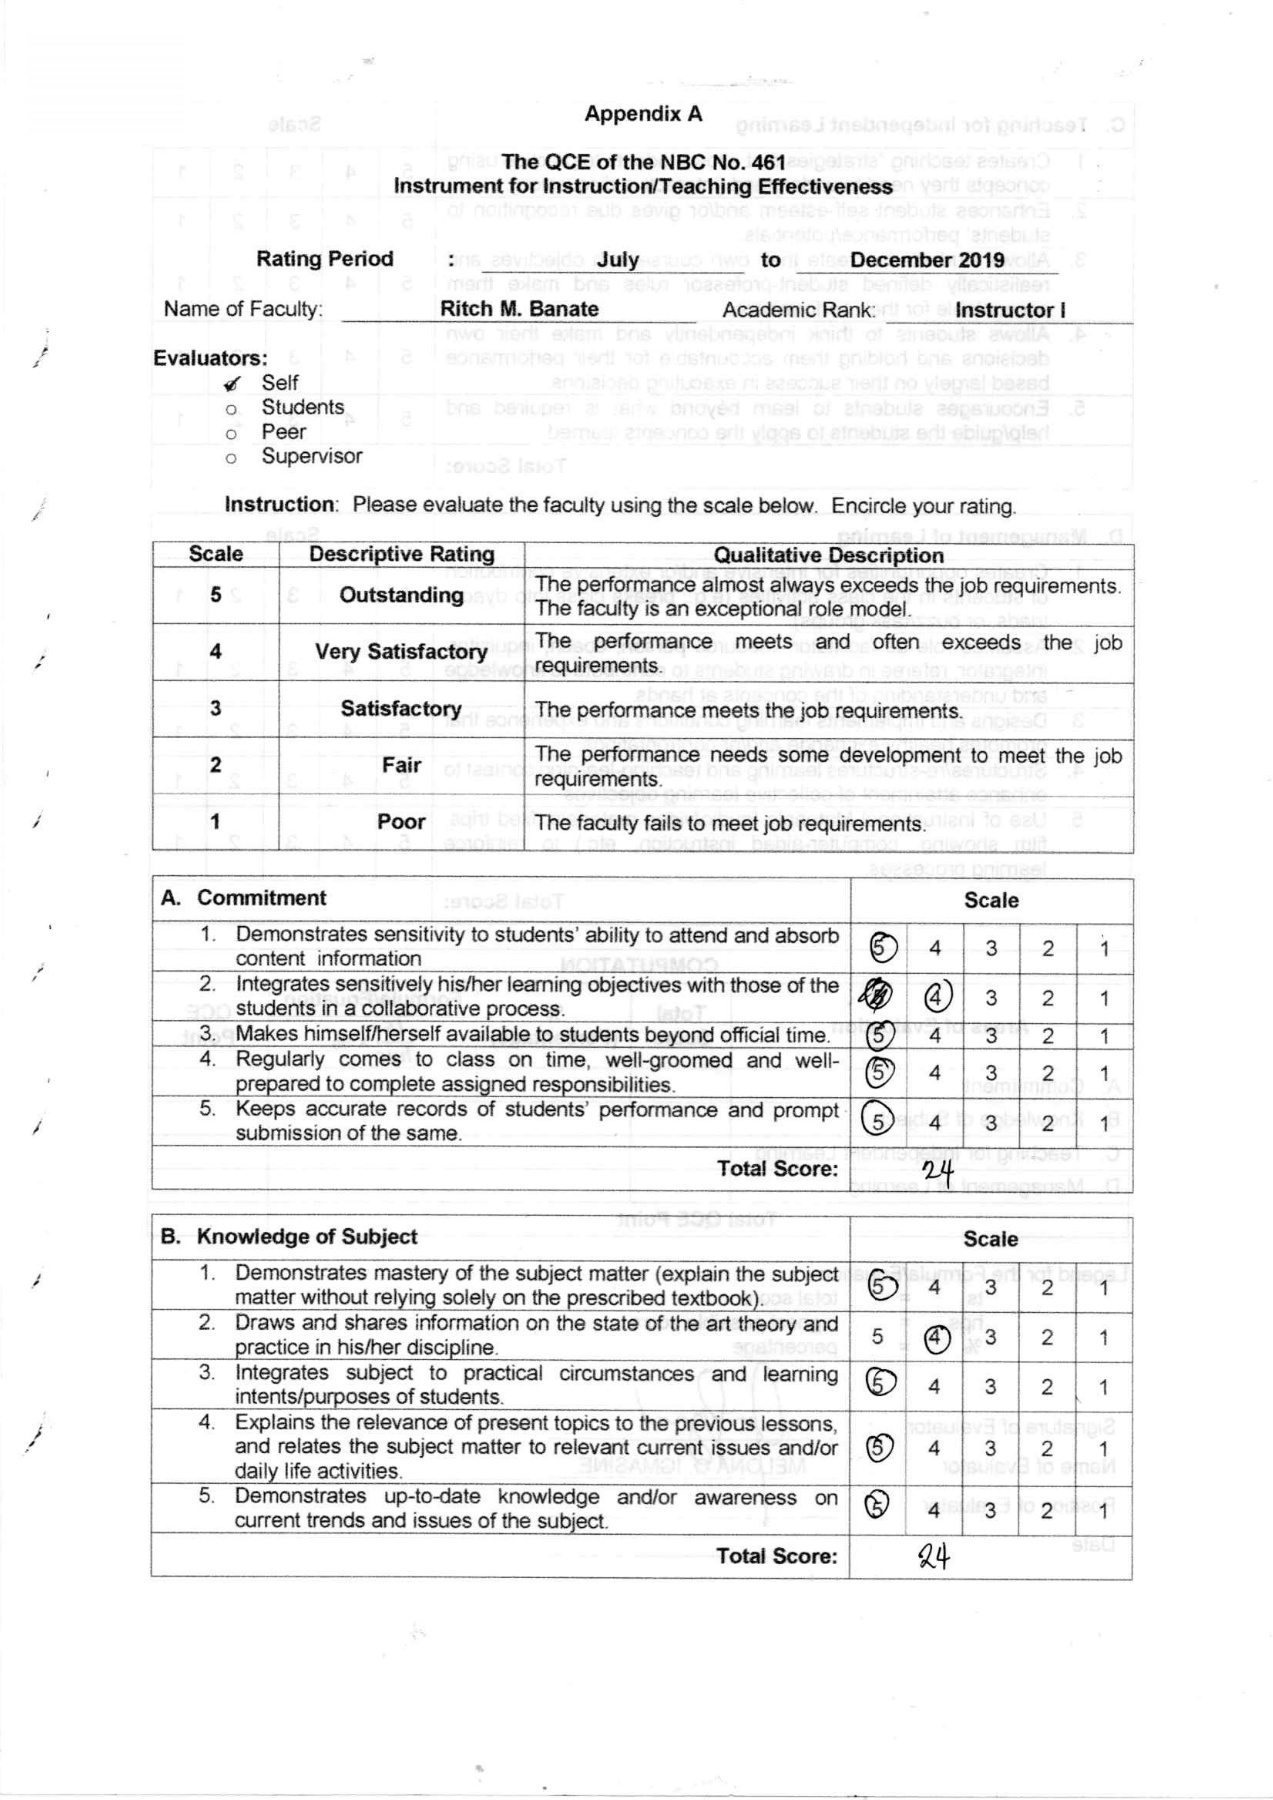 Appendix A
The QCE of the NBC No. 461
Instrument for Instruction/Teaching Effectiveness
Rating Period : July to December 2019
Name of Faculty: Ritch M. Banate Academic Rank: Instructor I
Evaluators:
Self
o Students
o Peer
o Supervisor
Instruction: Please evaluate the faculty using the scale below. Encircle your rating.
Scale Descriptive Rating Qualitative Description
5 Outstanding The performance almost always exceeds the job requirements.
The faculty is an exceptional role model.
4 Very Satisfactory The performance meets and often exceeds the job
requirements.
3 Satisfactory The performance meets the job requirements.
2 Fair The performance needs some development to meet the job
requirements.
1 Poor The faculty fails to meet job requirements.
A. Commitment Scale
1. Demonstrates sensitivity to students' ability to attend and absorb
content information 5 4 3 2 1
2. Integrates sensitively his/her learning objectives with those of the
students in a collaborative process. 4 3 2 1
3. Makes himself/herself available to students beyond official time. 5 4 3 2 1
4. Regularly comes to class on time, well-groomed and well-
prepared to complete assigned responsibilities. 5 4 3 2 1
5. Keeps accurate records of students' performance and prompt
submission of the same. 5 4 3 2 1
Total Score: 24
B. Knowledge of Subject Scale
1. Demonstrates mastery of the subject matter (explain the subject
matter without relying solely on the prescribed textbook). 5 4 3 2 1
2. Draws and shares information on the state of the art theory and
practice in his/her discipline. 5 4 3 2 1
3. Integrates subject to practical circumstances and learning
intents/purposes of students. 5 4 3 2 1
4. Explains the relevance of present topics to the previous lessons,
and relates the subject matter to relevant current issues and/or
daily life activities. 5 4 3 2 1
5. Demonstrates up-to-date knowledge and/or awareness on
current trends and issues of the subject. 5 4 3 2 1
Total Score: 24